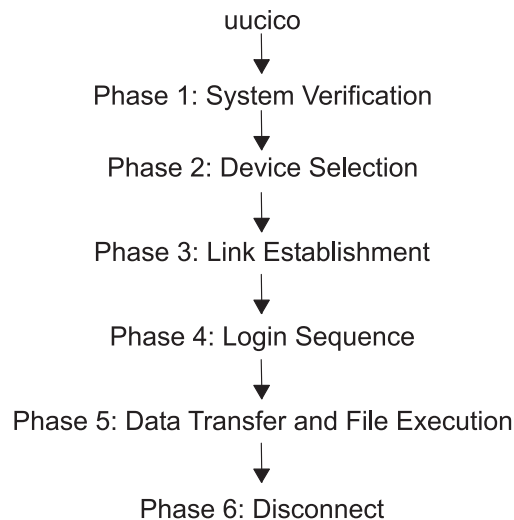 uucico
Phase 1: System Verification
Phase 2: Device Selection
Phase 3: Link Establishment
Phase 4: Login Sequence
Phase 5: Data Transfer and File Execution
Phase 6: Disconnect